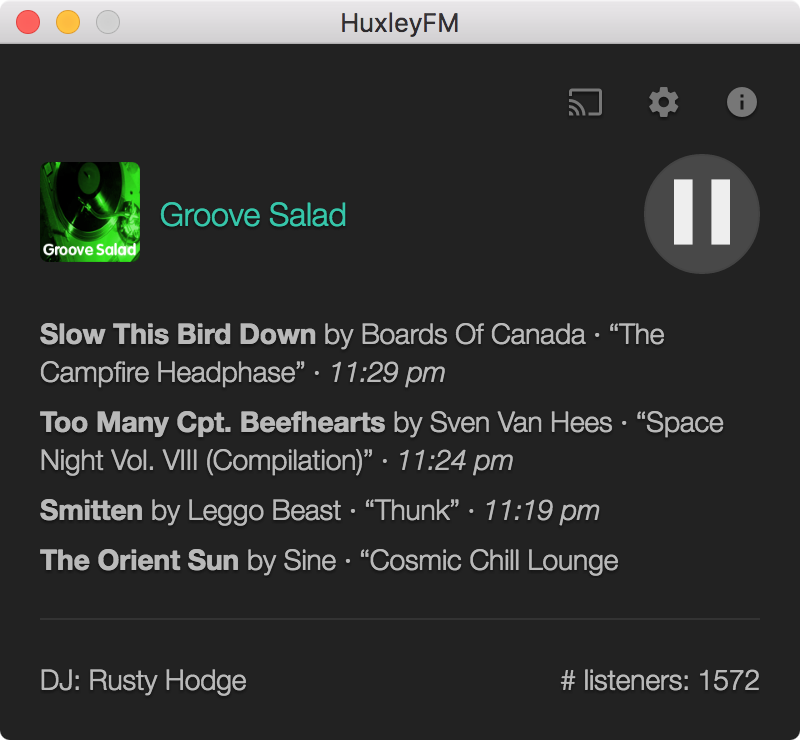 HuxleyFM
Groove Salad
Groove Salad
Slow This Bird Down by Boards Of Canada · “The
Campfire Headphase” · 11:29 pm
Too Many Cpt. Beefhearts by Sven Van Hees · “Space
Night Vol. VIII (Compilation)” · 11:24 pm
Smitten by Leggo Beast · “Thunk” · 11:19 pm
The Orient Sun by Sine · “Cosmic Chill Lounge
DJ: Rusty Hodge
# listeners: 1572